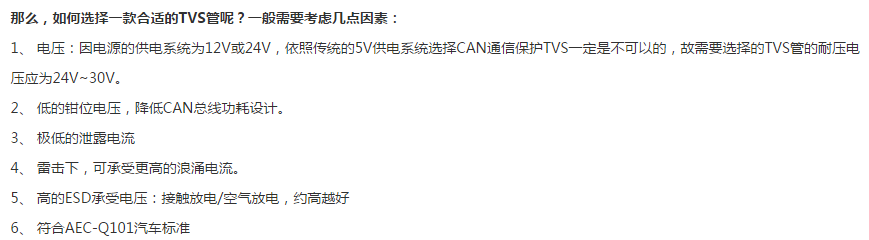 那么，如何选择一款合适的TVS管呢？一般需要考虑几点因素：
1、 电压：因电源的供电系统为12V或24V，依照传统的5V供电系统选择CAN通信保护TVS一定是不可以的，故需要选择的TVS管的耐压电
压应为24V~30V。
2、 低的钳位电压，降低CAN总线功耗设计。
3、 极低的泄露电流
4、 雷击下，可承受更高的浪涌电流。
5、 高的ESD承受电压：接触放电/空气放电，约高越好
6、 符合AEC-Q101汽车标准